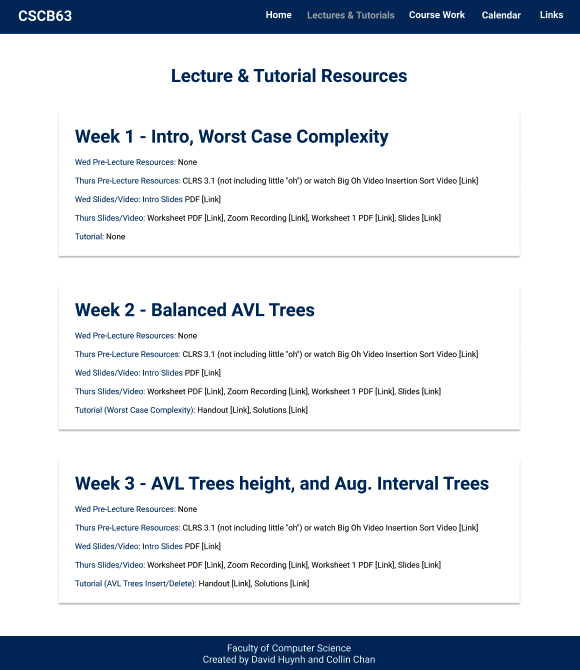 CSCB63
Home Lectures & Tutorials Course Work Calendar Links
Lecture & Tutorial Resources
Week 1 - Intro, Worst Case Complexity
Wed Pre-Lecture Resources: None
Thurs Pre-Lecture Resources: CLRS 3.1 (not including little "oh") or watch Big Oh Video Insertion Sort Video [Link]
Wed Slides/Video: Intro Slides PDF [Link]
Thurs Slides/Video: Worksheet PDF [Link], Zoom Recording [Link], Worksheet 1 PDF [Link], Slides [Link]
Tutorial: None
Week 2 - Balanced AVL Trees
Wed Pre-Lecture Resources: None
Thurs Pre-Lecture Resources: CLRS 3.1 (not including little "oh") or watch Big Oh Video Insertion Sort Video [Link]
Wed Slides/Video: Intro Slides PDF [Link]
Thurs Slides/Video: Worksheet PDF [Link], Zoom Recording [Link], Worksheet 1 PDF [Link], Slides [Link]
Tutorial (Worst Case Complexity): Handout [Link], Solutions [Link]
Week 3 - AVL Trees height, and Aug. Interval Trees
Wed Pre-Lecture Resources: None
Thurs Pre-Lecture Resources: CLRS 3.1 (not including little "oh") or watch Big Oh Video Insertion Sort Video [Link]
Wed Slides/Video: Intro Slides PDF [Link]
Thurs Slides/Video: Worksheet PDF [Link], Zoom Recording [Link], Worksheet 1 PDF [Link], Slides [Link]
Tutorial (AVL Trees Insert/Delete): Handout [Link], Solutions [Link]
Faculty of Computer Science
Created by David Huynh and Collin Chan